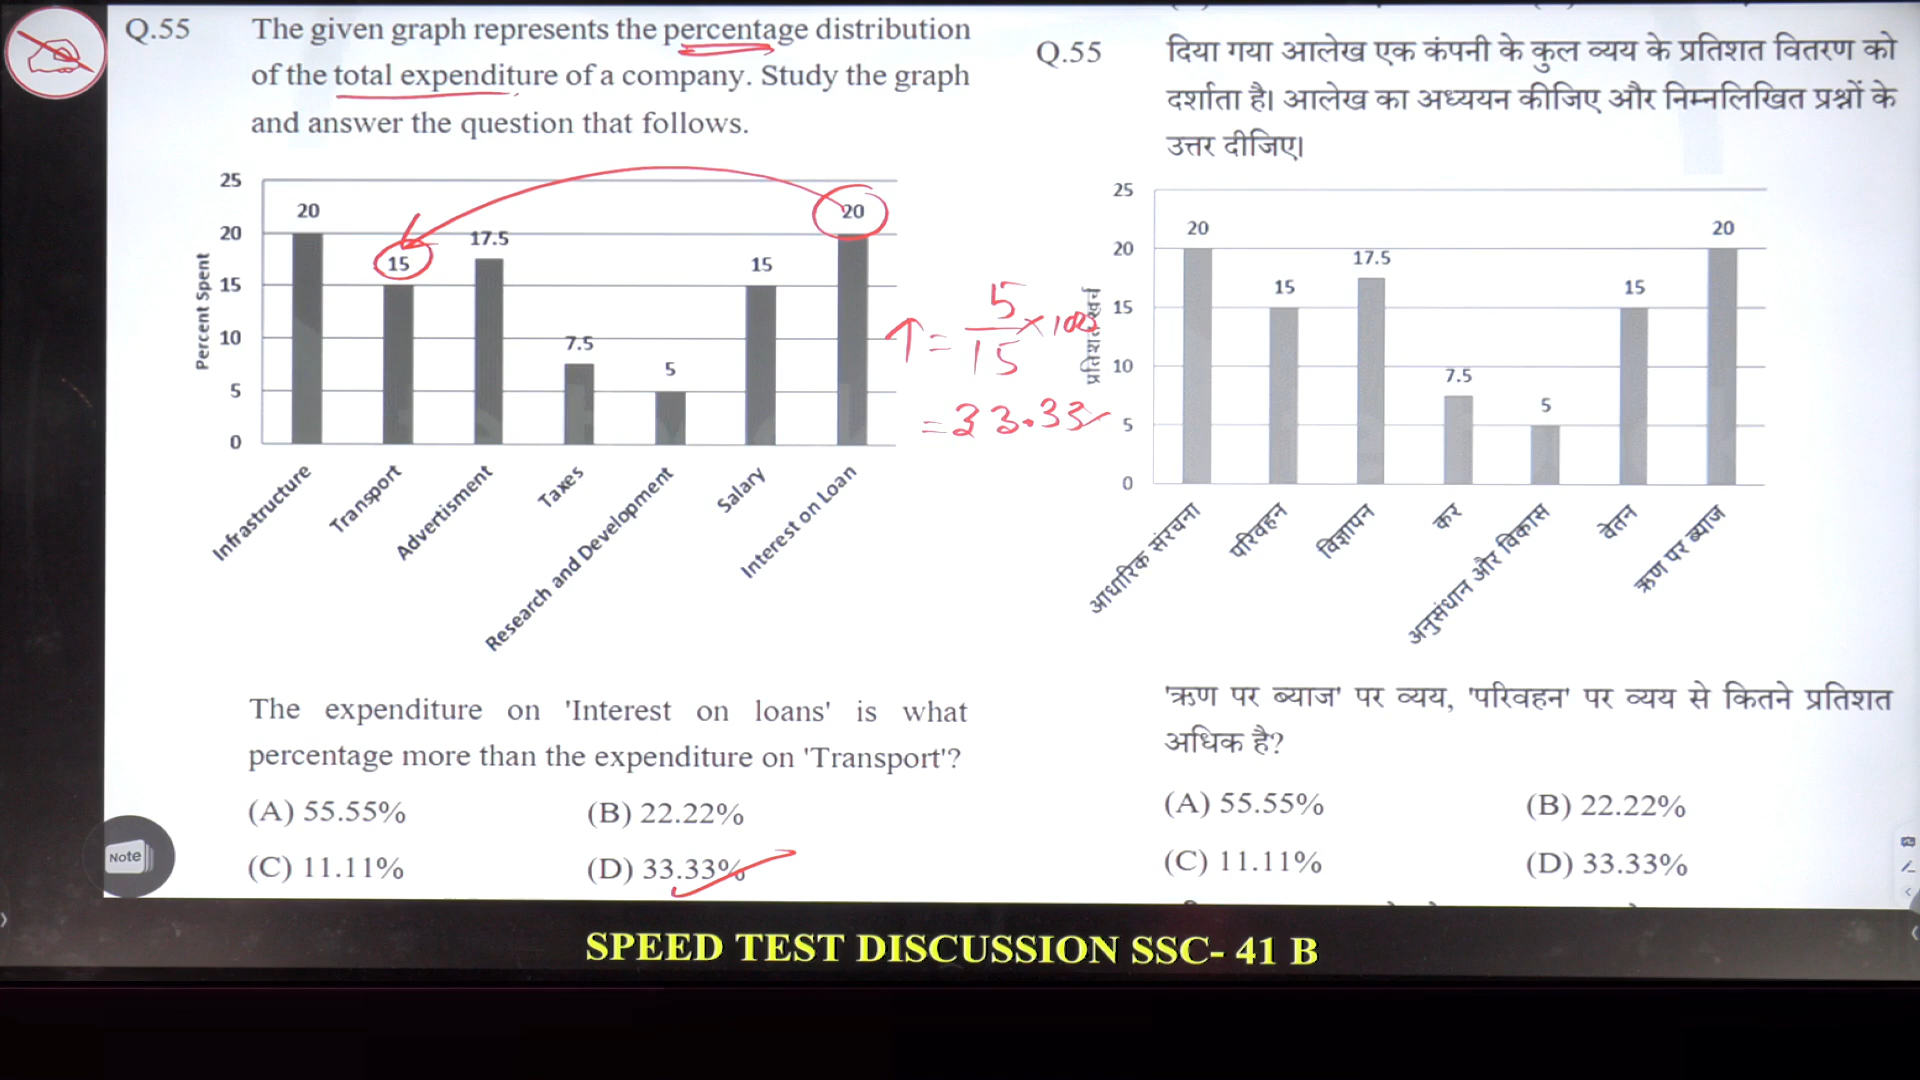 Q.55 The given graph represents the percentage distribution
of the total expenditure of a company. Study the graph
and answer the question that follows.
25
20
15
10
5
0
Percent Spent
20
15
17.5
7.5
5
15
20
Infrastructure
Transport
Advertisment
Taxes
Research and Development
Salary
Interest on Loan
↑ = 5/15 × 100
= 33.33
The expenditure on 'Interest on loans' is what
percentage more than the expenditure on 'Transport'?
(A) 55.55% (B) 22.22%
(C) 11.11% (D) 33.33%
Q.55 दिया गया आलेख एक कंपनी के कुल व्यय के प्रतिशत वितरण को
दर्शाता है। आलेख का अध्ययन कीजिए और निम्नलिखित प्रश्नों के
उत्तर दीजिए।
25
20
15
10
5
0
प्रतिशत खर्च
20
15
17.5
7.5
5
15
20
आधारिक संरचना
परिवहन
विज्ञापन
कर
अनुसंधान और विकास
वेतन
ऋण पर ब्याज
'ऋण पर ब्याज' पर व्यय, 'परिवहन' पर व्यय से कितने प्रतिशत
अधिक है?
(A) 55.55% (B) 22.22%
(C) 11.11% (D) 33.33%
Note
SPEED TEST DISCUSSION SSC- 41 B